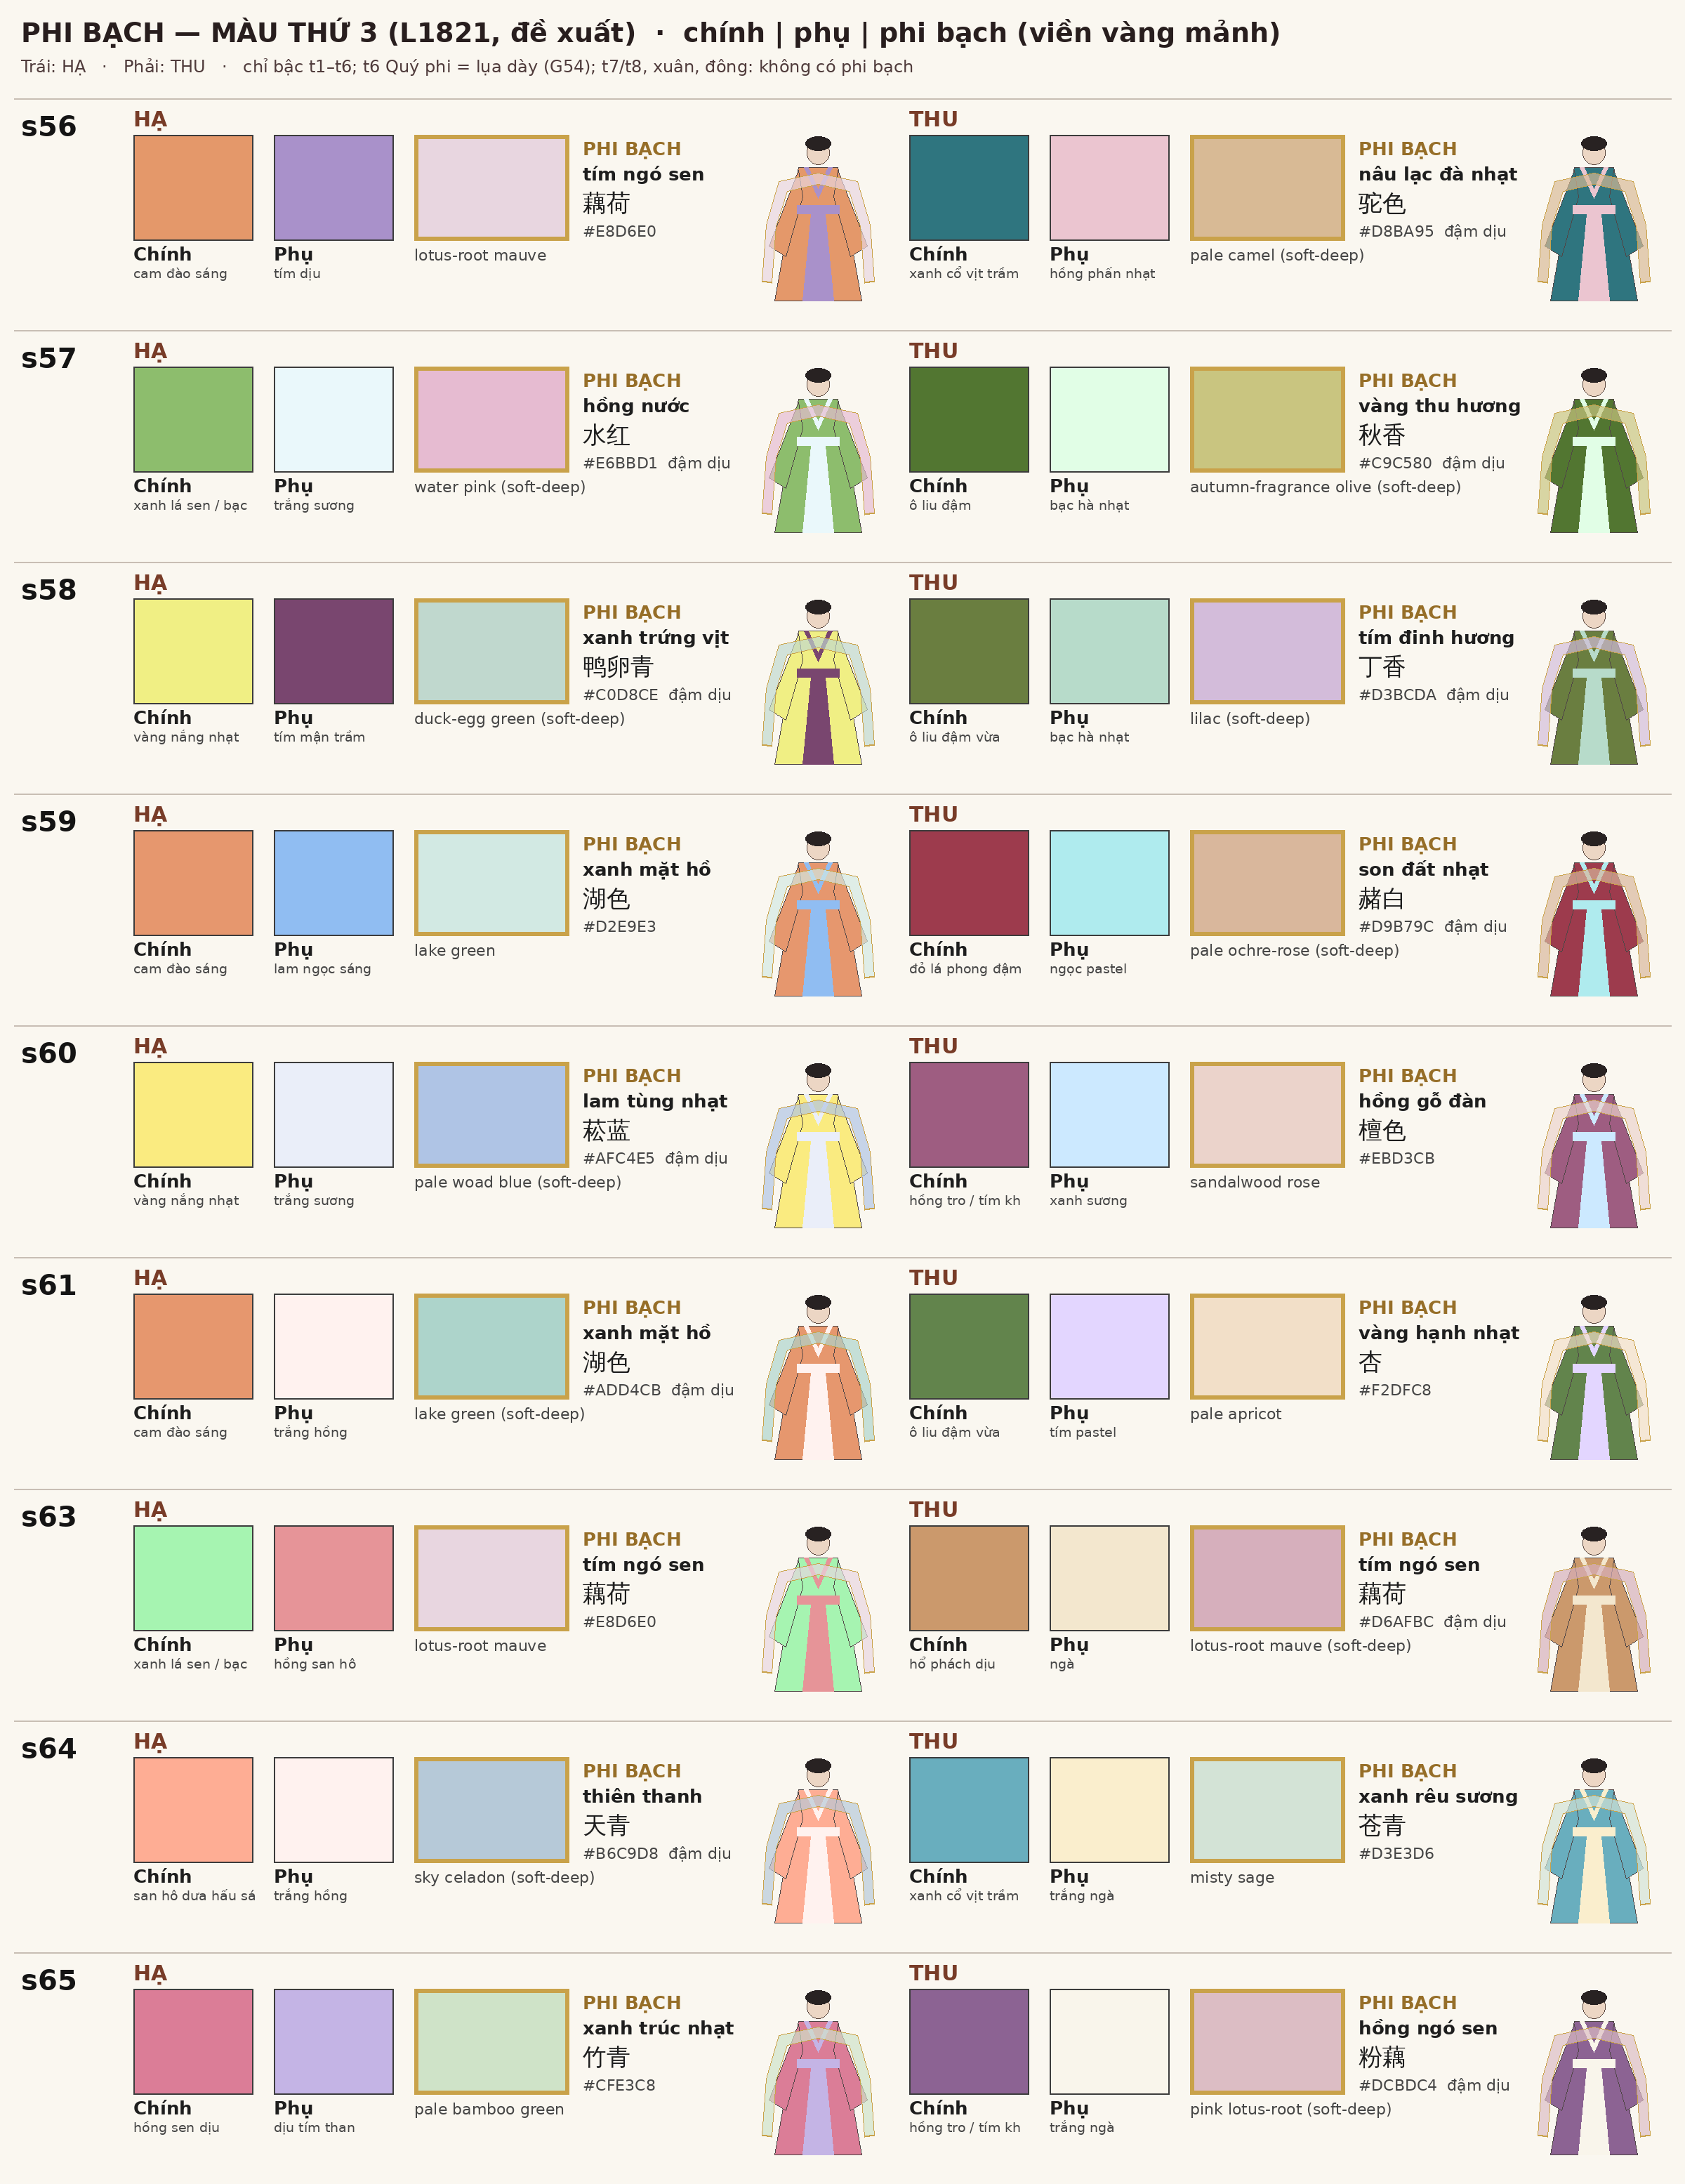 PHI BẠCH — MÀU THỨ 3 (L1821, đề xuất)  ·  chính | phụ | phi bạch (viền vàng mảnh)
Trái: HẠ   ·   Phải: THU   ·   chỉ bậc t1–t6; t6 Quý phi = lụa dày (G54); t7/t8, xuân, đông: không có phi bạch
s56
HẠ
Chính
cam đào sáng
Phụ
tím dịu
lotus-root mauve
PHI BẠCH
tím ngó sen
藕荷
#E8D6E0
THU
Chính
xanh cổ vịt trầm
Phụ
hồng phấn nhạt
pale camel (soft-deep)
PHI BẠCH
nâu lạc đà nhạt
驼色
#D8BA95  đậm dịu
s57
HẠ
Chính
xanh lá sen / bạc
Phụ
trắng sương
water pink (soft-deep)
PHI BẠCH
hồng nước
水红
#E6BBD1  đậm dịu
THU
Chính
ô liu đậm
Phụ
bạc hà nhạt
autumn-fragrance olive (soft-deep)
PHI BẠCH
vàng thu hương
秋香
#C9C580  đậm dịu
s58
HẠ
Chính
vàng nắng nhạt
Phụ
tím mận trầm
duck-egg green (soft-deep)
PHI BẠCH
xanh trứng vịt
鸭卵青
#C0D8CE  đậm dịu
THU
Chính
ô liu đậm vừa
Phụ
bạc hà nhạt
lilac (soft-deep)
PHI BẠCH
tím đinh hương
丁香
#D3BCDA  đậm dịu
s59
HẠ
Chính
cam đào sáng
Phụ
lam ngọc sáng
lake green
PHI BẠCH
xanh mặt hồ
湖色
#D2E9E3
THU
Chính
đỏ lá phong đậm
Phụ
ngọc pastel
pale ochre-rose (soft-deep)
PHI BẠCH
son đất nhạt
赭白
#D9B79C  đậm dịu
s60
HẠ
Chính
vàng nắng nhạt
Phụ
trắng sương
pale woad blue (soft-deep)
PHI BẠCH
lam tùng nhạt
菘蓝
#AFC4E5  đậm dịu
THU
Chính
hồng tro / tím kh
Phụ
xanh sương
sandalwood rose
PHI BẠCH
hồng gỗ đàn
檀色
#EBD3CB
s61
HẠ
Chính
cam đào sáng
Phụ
trắng hồng
lake green (soft-deep)
PHI BẠCH
xanh mặt hồ
湖色
#ADD4CB  đậm dịu
THU
Chính
ô liu đậm vừa
Phụ
tím pastel
pale apricot
PHI BẠCH
vàng hạnh nhạt
杏
#F2DFC8
s63
HẠ
Chính
xanh lá sen / bạc
Phụ
hồng san hô
lotus-root mauve
PHI BẠCH
tím ngó sen
藕荷
#E8D6E0
THU
Chính
hổ phách dịu
Phụ
ngà
lotus-root mauve (soft-deep)
PHI BẠCH
tím ngó sen
藕荷
#D6AFBC  đậm dịu
s64
HẠ
Chính
san hô dưa hấu sá
Phụ
trắng hồng
sky celadon (soft-deep)
PHI BẠCH
thiên thanh
天青
#B6C9D8  đậm dịu
THU
Chính
xanh cổ vịt trầm
Phụ
trắng ngà
misty sage
PHI BẠCH
xanh rêu sương
苍青
#D3E3D6
s65
HẠ
Chính
hồng sen dịu
Phụ
dịu tím than
pale bamboo green
PHI BẠCH
xanh trúc nhạt
竹青
#CFE3C8
THU
Chính
hồng tro / tím kh
Phụ
trắng ngà
pink lotus-root (soft-deep)
PHI BẠCH
hồng ngó sen
粉藕
#DCBDC4  đậm dịu